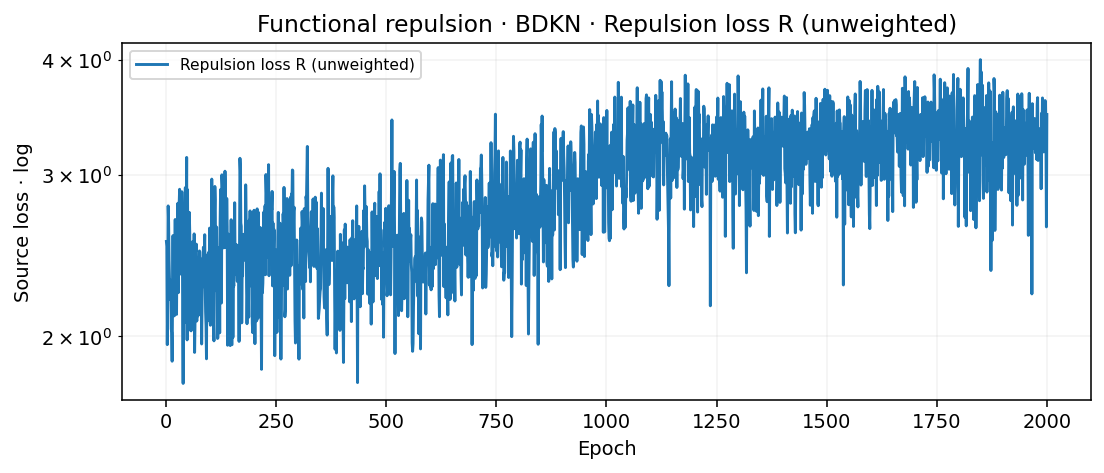 Functional repulsion · BDKN · Repulsion loss R (unweighted)
Repulsion loss R (unweighted)
Source loss · log
4 × 10⁰
3 × 10⁰
2 × 10⁰
0 250 500 750 1000 1250 1500 1750 2000
Epoch